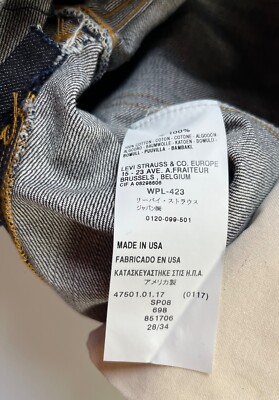 100%
COTTON - COTONE - ALGODÓN
BAUMWOLLE - KATOEN - BOMULD
BOMULL - PUUVILLA - BAMBAKI.
LEVI STRAUSS & CO. EUROPE
15 - 23 AVE. A.FRAITEUR
BRUSSELS, BELGIUM
CIF A 08298808
WPL-423
リーバイ・ストラウス
ジャパン㈱
0120-099-501
MADE IN USA
FABRICADO EN USA
ΚΑΤΑΣΚΕΥΑΣΤΗΚΕ ΣΤΙΣ Η.Π.Α.
アメリカ製
47501.01.17 (0117)
SP08
698
851706
28/34